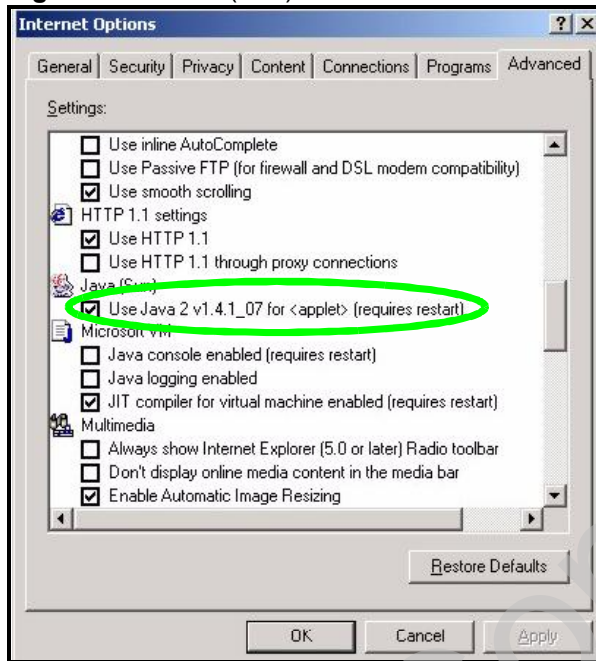 Internet Options
General Security Privacy Content Connections Programs Advanced
Settings:
Use inline AutoComplete
Use Passive FTP (for firewall and DSL modem compatibility)
Use smooth scrolling
HTTP 1.1 settings
Use HTTP 1.1
Use HTTP 1.1 through proxy connections
Java (Sun)
Use Java 2 v1.4.1_07 for <applet> (requires restart)
Microsoft VM
Java console enabled (requires restart)
Java logging enabled
JIT compiler for virtual machine enabled (requires restart)
Multimedia
Always show Internet Explorer (5.0 or later) Radio toolbar
Don't display online media content in the media bar
Enable Automatic Image Resizing
Restore Defaults
OK Cancel Apply